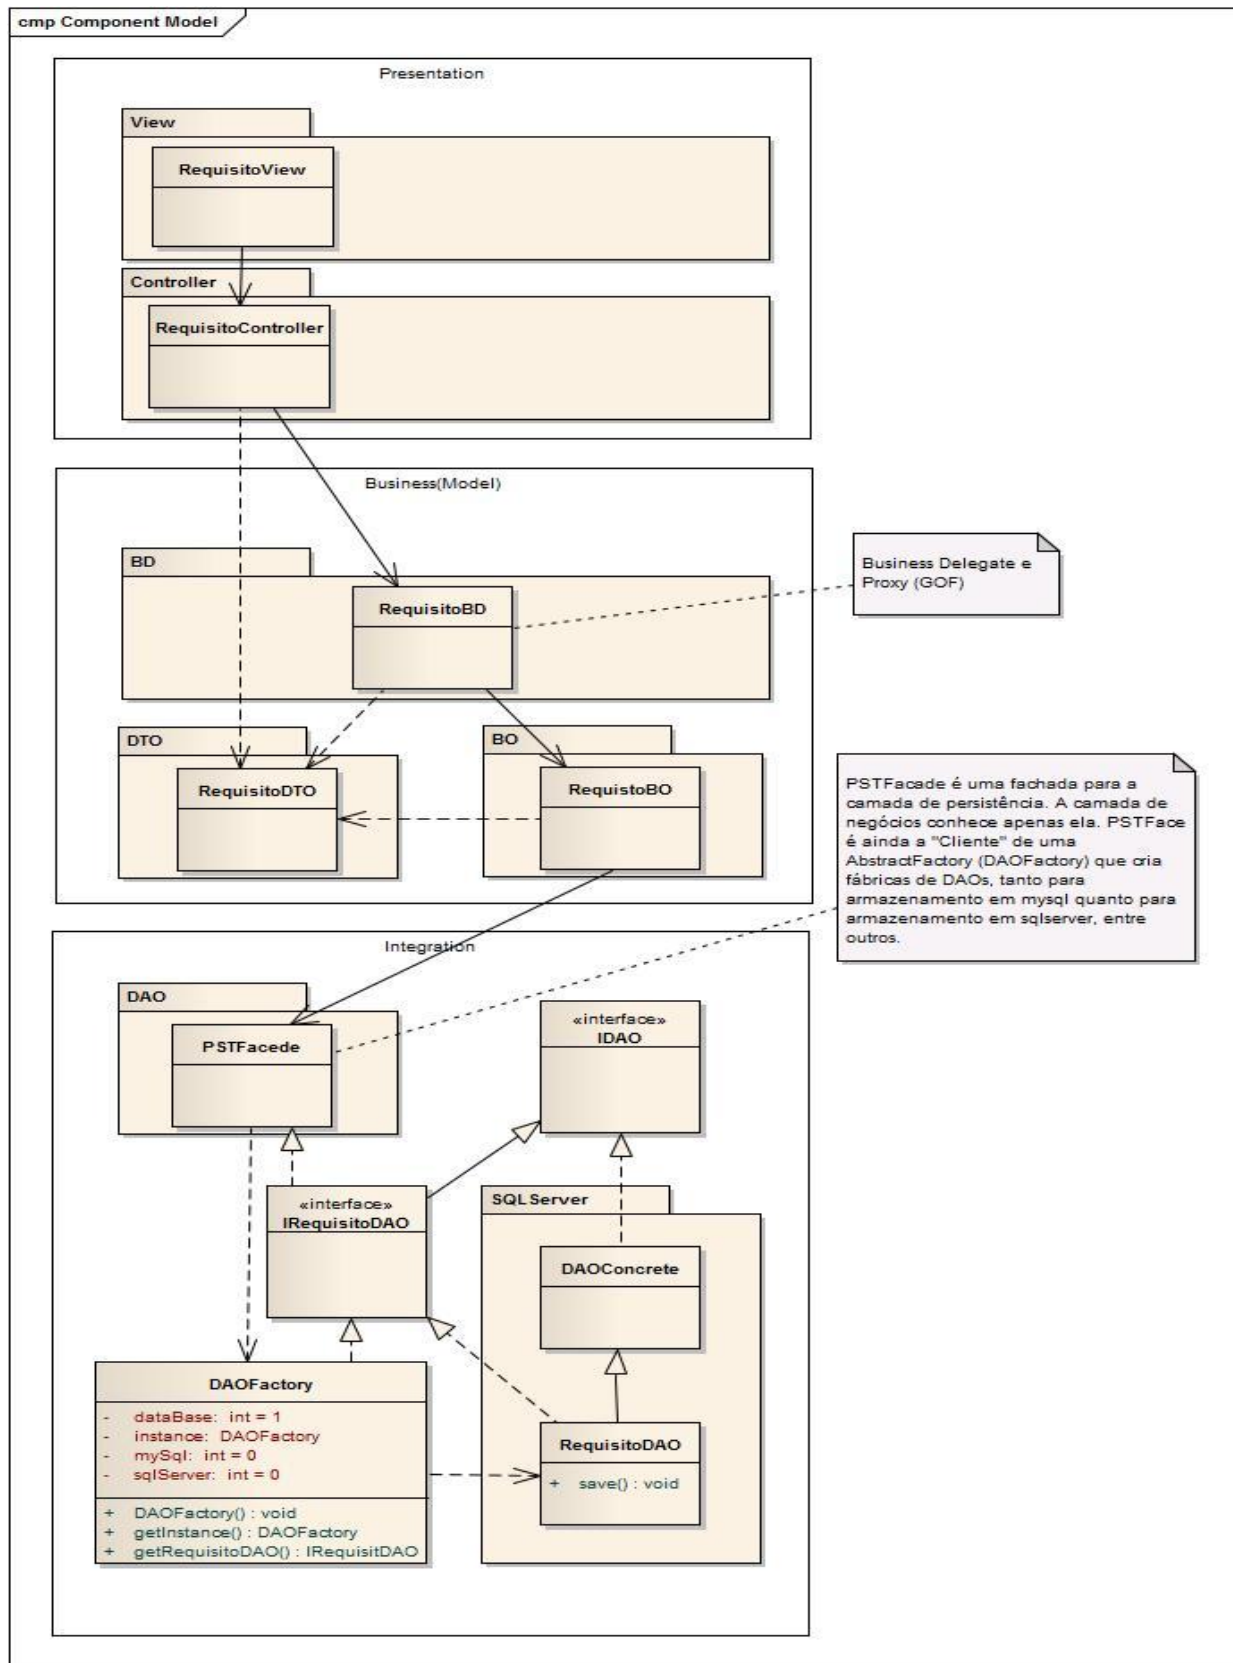 cmp Component Model
Presentation
View
RequisitoView
Controller
RequisitoController
Business(Model)
BD
RequisitoBD
Business Delegate e
Proxy (GOF)
DTO
RequisitoDTO
BO
RequistoBO
PSTFacade é uma fachada para a
camada de persistência. A camada de
negócios conhece apenas ela. PSTFace
é ainda a "Cliente" de uma
AbstractFactory (DAOFactory) que cria
fábricas de DAOs, tanto para
armazenamento em mysql quanto para
armazenamento em sqlserver, entre
outros.
Integration
DAO
PSTFacede
«interface»
IDAO
«interface»
IRequisitoDAO
SQLServer
DAOConcrete
DAOFactory
- dataBase: int = 1
- instance: DAOFactory
- mySql: int = 0
- sqlServer: int = 0
+ DAOFactory() : void
+ getInstance() : DAOFactory
+ getRequisitoDAO() : IRequisitDAO
RequisitoDAO
+ save() : void